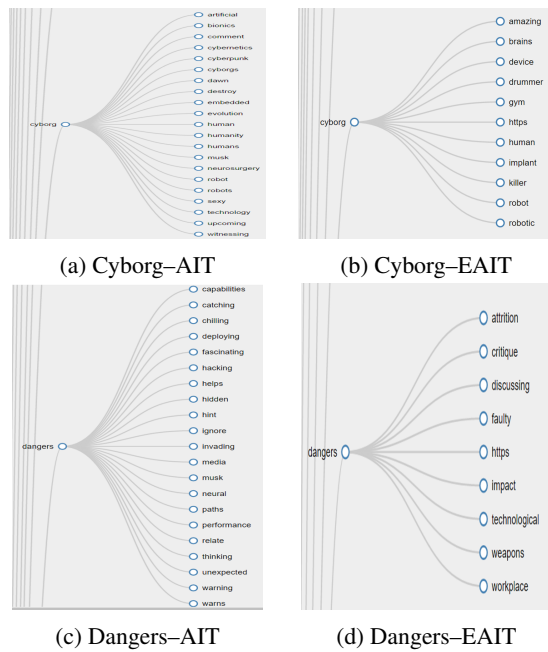 artificial
bionics
comment
cybernetics
cyberpunk
cyborgs
dawn
destroy
embedded
evolution
cyborg
human
humanity
humans
musk
neurosurgery
robot
robots
sexy
technology
upcoming
witnessing
(a) Cyborg–AIT
amazing
brains
device
drummer
gym
cyborg
https
human
implant
killer
robot
robotic
(b) Cyborg–EAIT
capabilities
catching
chilling
deploying
fascinating
hacking
helps
hidden
hint
ignore
dangers
invading
media
musk
neural
paths
performance
relate
thinking
unexpected
warning
warns
(c) Dangers–AIT
attrition
critique
discussing
faulty
dangers
https
impact
technological
weapons
workplace
(d) Dangers–EAIT